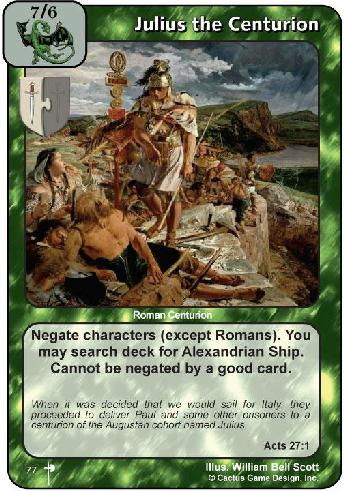 7/6
Julius the Centurion
Roman Centurion
Negate characters (except Romans). You
may search deck for Alexandrian Ship.
Cannot be negated by a good card.
When it was decided that we would sail for Italy, they
proceeded to deliver Paul and some other prisoners to a
centurion of the Augustan cohort named Julius.
Acts 27:1
77
Illus. William Bell Scott
© Cactus Game Design, Inc.